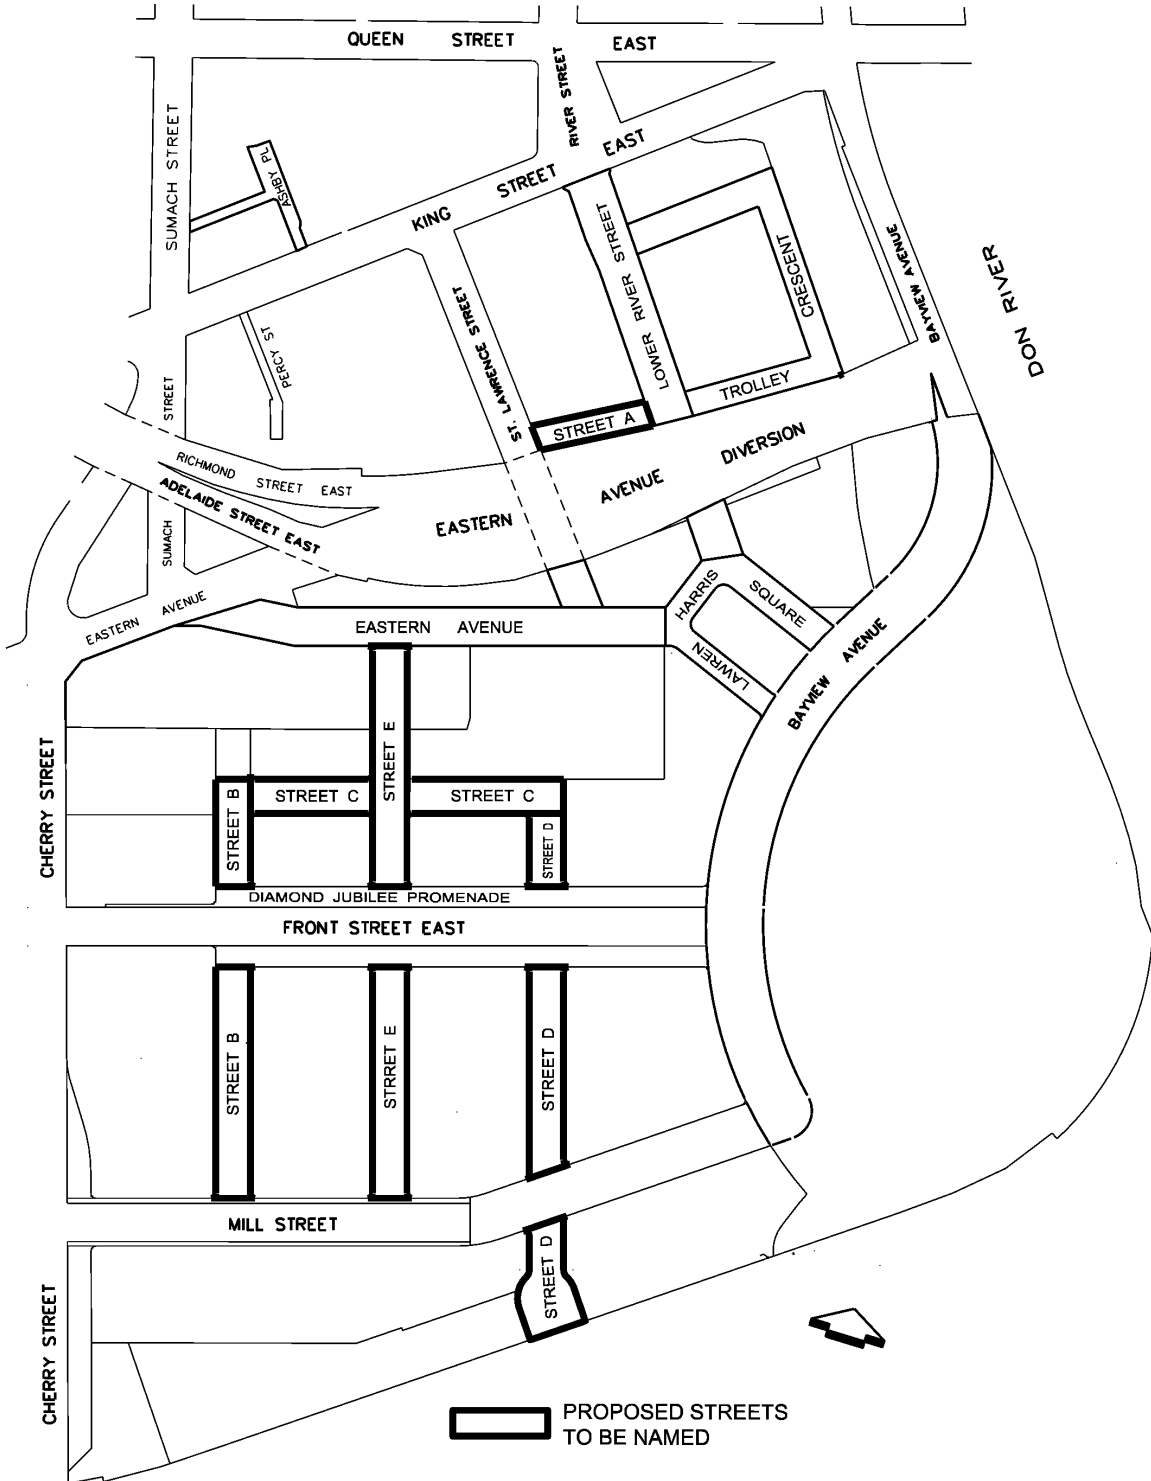 QUEEN STREET EAST
RIVER STREET
SUMACH STREET
ASHBY PL
KING STREET EAST
LOWER RIVER STREET
CRESCENT
BAYVIEW AVENUE
DON RIVER
PERCY ST
ST. LAWRENCE STREET
STREET
TROLLEY
STREET A
RICHMOND STREET EAST
ADELAIDE STREET EAST
EASTERN AVENUE DIVERSION
SUMACH
EASTERN AVENUE
EASTERN AVENUE
HARRIS
SQUARE
LAWREN
BAYVIEW AVENUE
CHERRY STREET
STREET E
STREET B
STREET C
STREET C
STREET D
DIAMOND JUBILEE PROMENADE
FRONT STREET EAST
STREET B
STRRET E
STREET D
MILL STREET
STREET D
CHERRY STREET
PROPOSED STREETS
TO BE NAMED